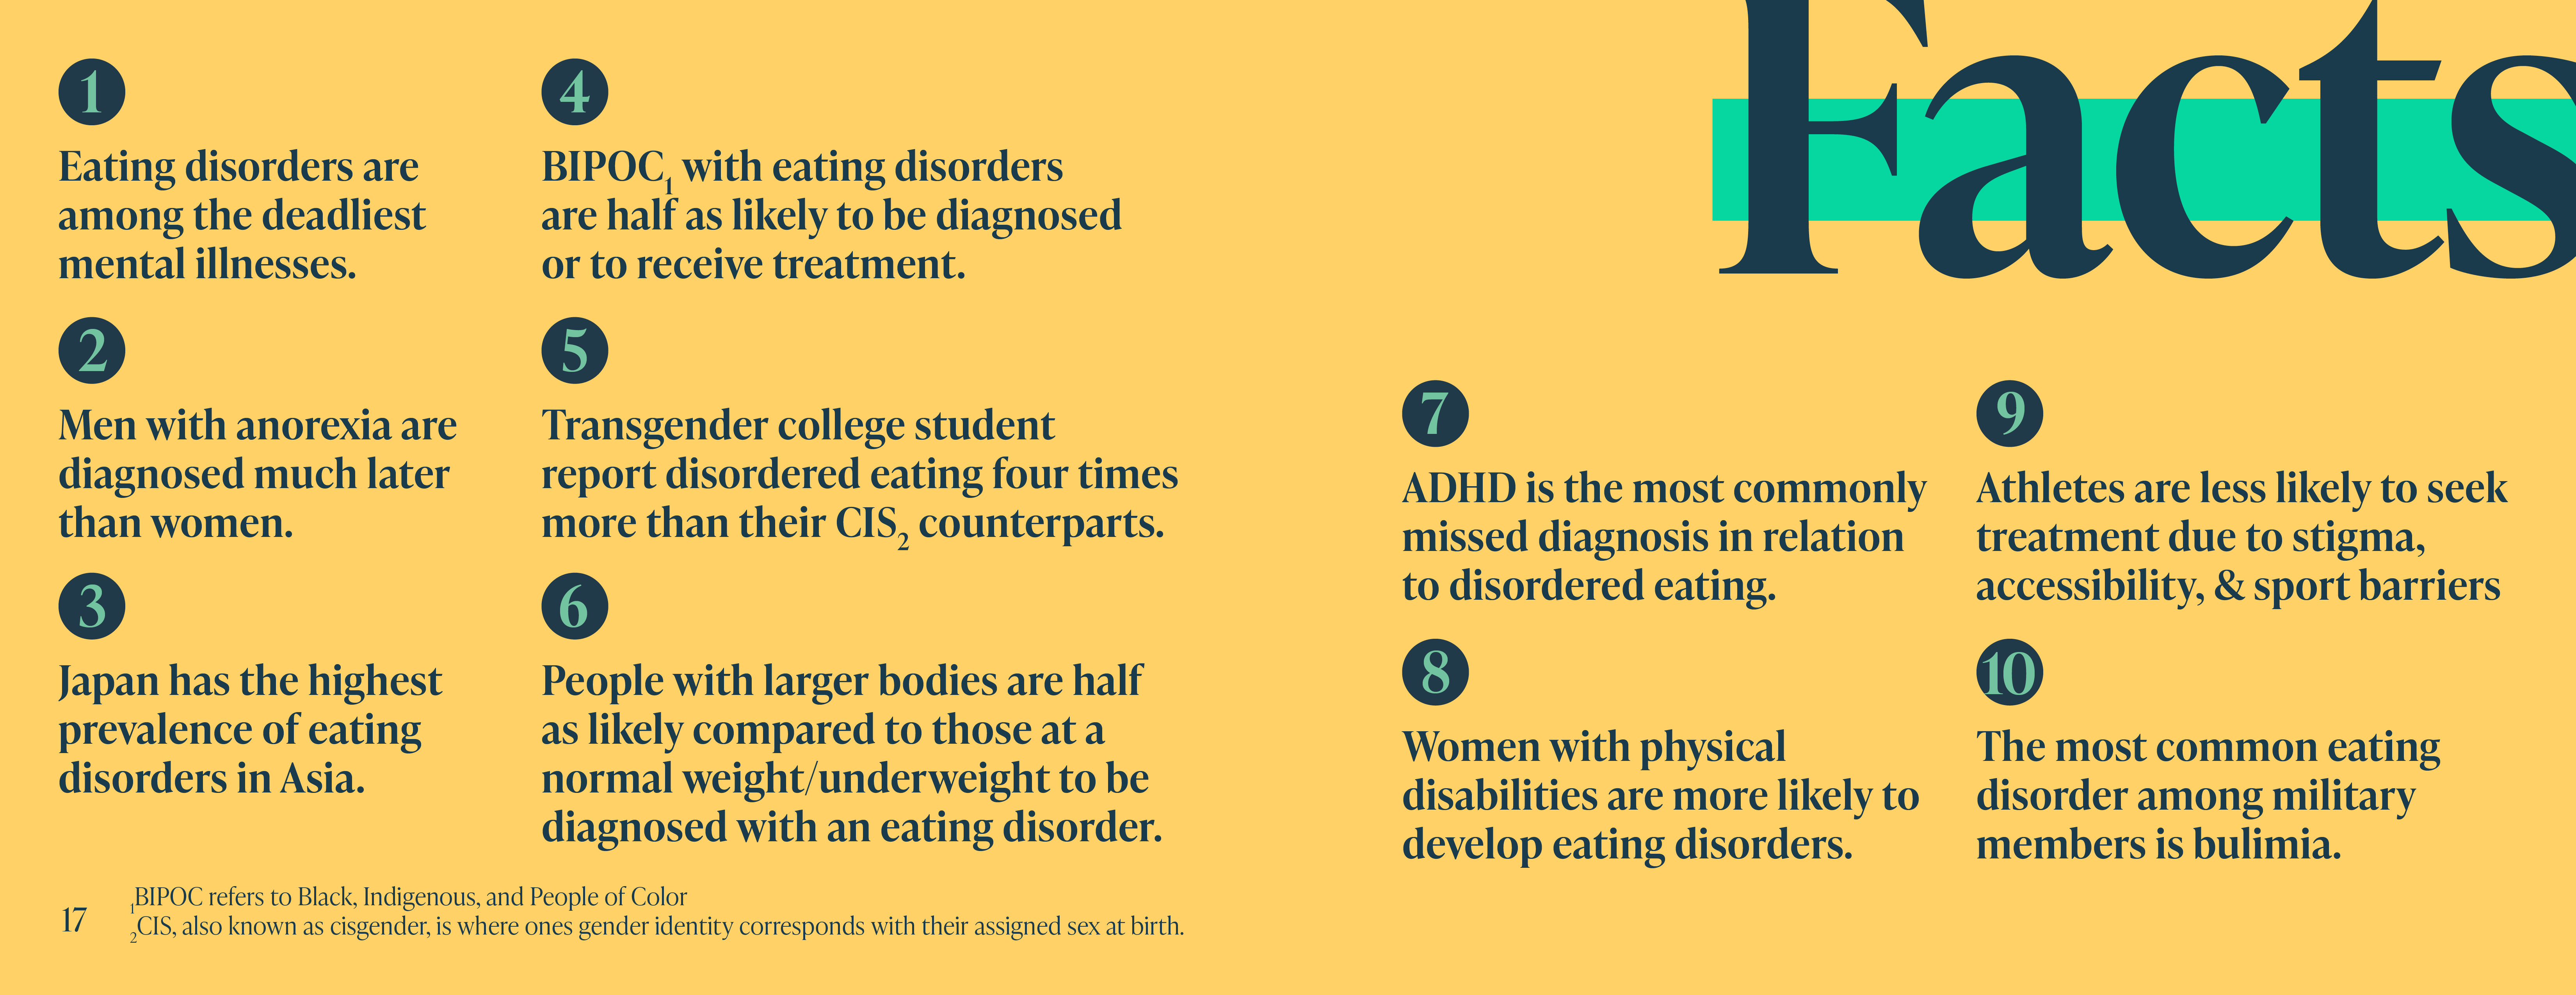 Facts
1
Eating disorders are
among the deadliest
mental illnesses.
2
Men with anorexia are
diagnosed much later
than women.
3
Japan has the highest
prevalence of eating
disorders in Asia.
4
BIPOC₁ with eating disorders
are half as likely to be diagnosed
or to receive treatment.
5
Transgender college student
report disordered eating four times
more than their CIS₂ counterparts.
6
People with larger bodies are half
as likely compared to those at a
normal weight/underweight to be
diagnosed with an eating disorder.
7
ADHD is the most commonly
missed diagnosis in relation
to disordered eating.
8
Women with physical
disabilities are more likely to
develop eating disorders.
9
Athletes are less likely to seek
treatment due to stigma,
accessibility, & sport barriers
10
The most common eating
disorder among military
members is bulimia.
17
₁BIPOC refers to Black, Indigenous, and People of Color
₂CIS, also known as cisgender, is where ones gender identity corresponds with their assigned sex at birth.